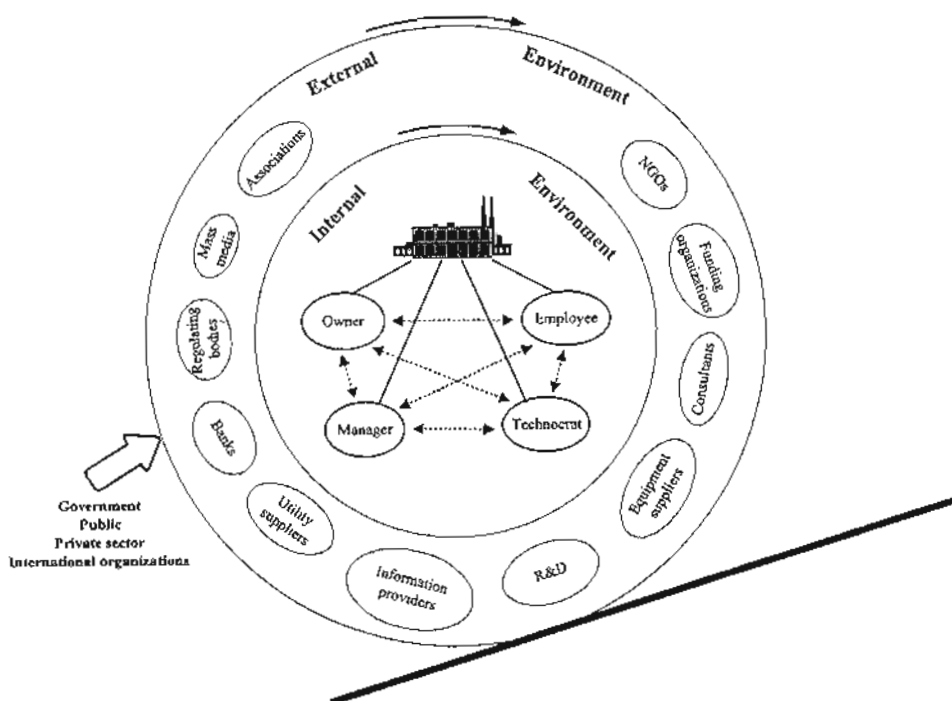 External Environment
Associations
NGOs
Internal Environment
Mass
media
Funding
organizations
Owner
Employee
Regulating
bodies
Consultants
Manager
Technocrat
Banks
Equipment
suppliers
Utility
suppliers
Government
Public
Private sector
International organizations
Information
providers
R&D